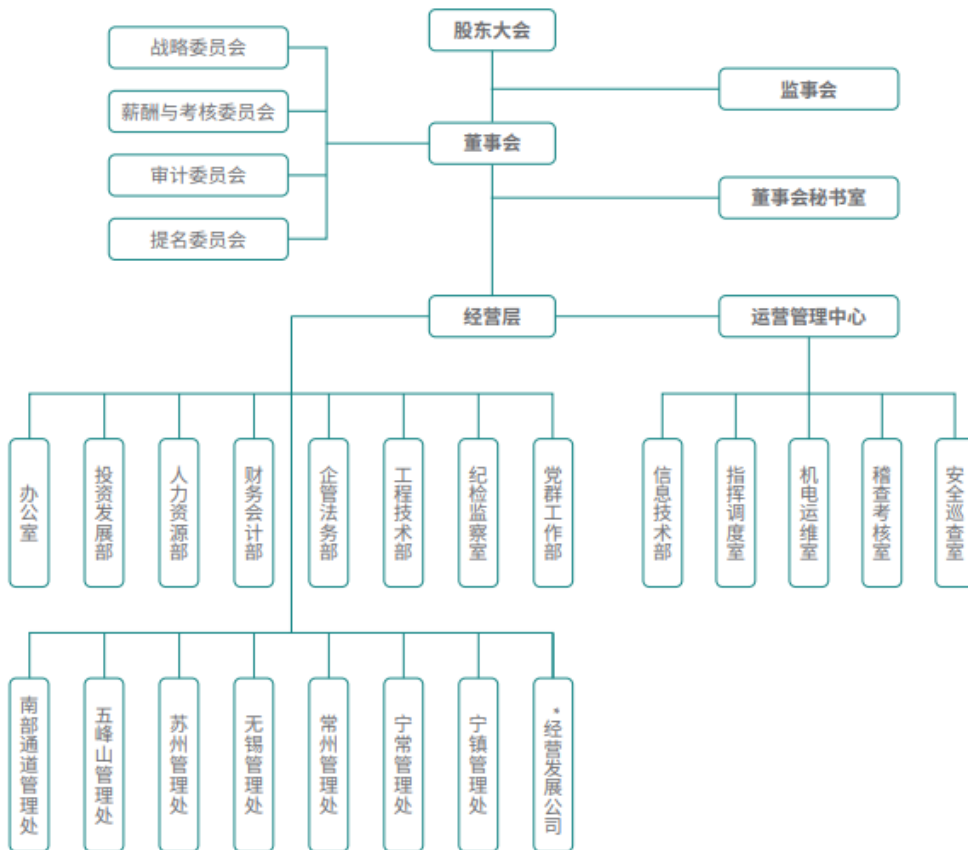 股东大会
战略委员会
监事会
薪酬与考核委员会
董事会
审计委员会
董事会秘书室
提名委员会
经营层
运营管理中心
办公室
投资发展部
人力资源部
财务会计部
企管法务部
工程技术部
纪检监察室
党群工作部
信息技术部
指挥调度室
机电运维室
稽查考核室
安全巡查室
南部通道管理处
五峰山管理处
苏州管理处
无锡管理处
常州管理处
宁常管理处
宁镇管理处
*经营发展公司